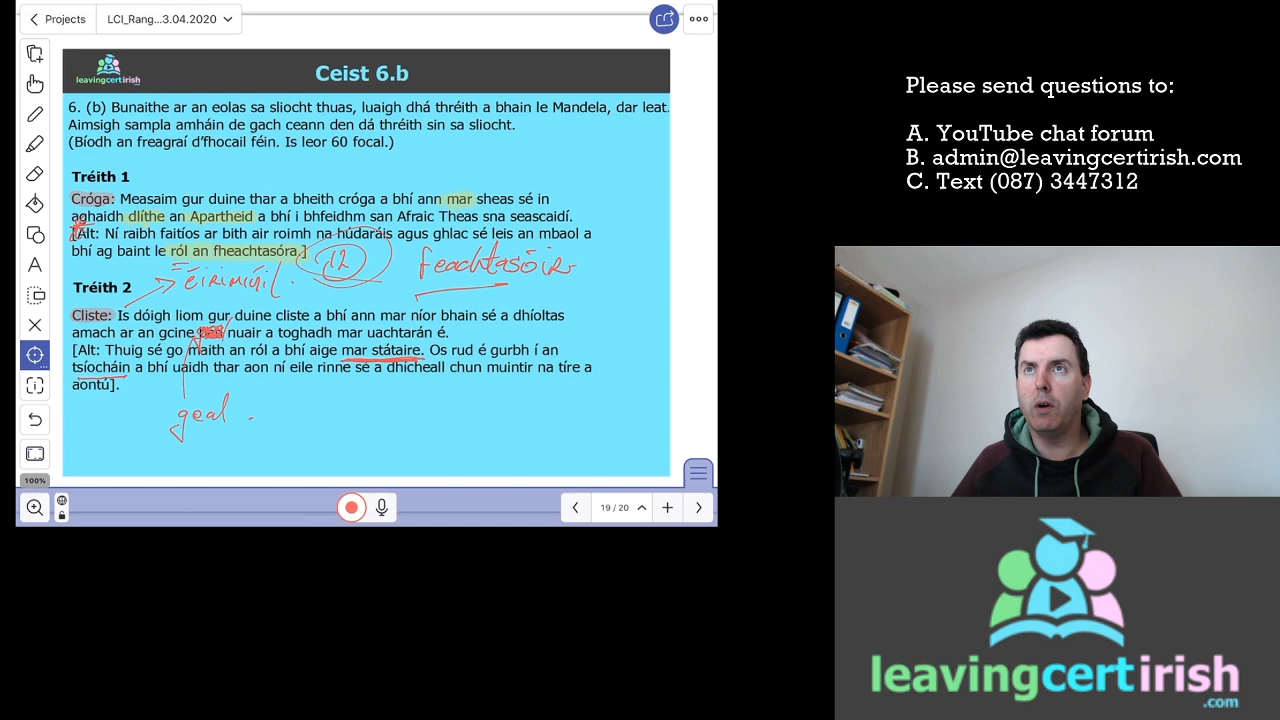 Projects
LCI_Rang...3.04.2020
leavingcertirish
Ceist 6.b
6. (b) Bunaithe ar an eolas sa sliocht thuas, luaigh dhá thréith a bhain le Mandela, dar leat.
Aimsigh sampla amháin de gach ceann den dá thréith sin sa sliocht.
(Bíodh an freagraí d'fhocail féin. Is leor 60 focal.)
Tréith 1
Cróga: Measaim gur duine thar a bheith cróga a bhí ann mar sheas sé in
aghaidh dlíthe an Apartheid a bhí i bhfeidhm san Afraic Theas sna seascaidí.
[Alt: Ní raibh faitíos ar bith air roimh na húdaráis agus ghlac sé leis an mbaol a
bhí ag baint le ról an fheachtasóra.]
12
feachtasóir
= éirimiúil.
Tréith 2
Cliste: Is dóigh liom gur duine cliste a bhí ann mar níor bhain sé a dhíoltas
amach ar an gcine nuair a toghadh mar uachtarán é.
[Alt: Thuig sé go maith an ról a bhí aige mar státaire. Os rud é gurbh í an
tsíocháin a bhí uaidh thar aon ní eile rinne sé a dhícheall chun muintir na tíre a
aontú].
geal
100%
19 / 20
Please send questions to:
A. YouTube chat forum
B. admin@leavingcertirish.com
C. Text (087) 3447312
leavingcertirish
.com